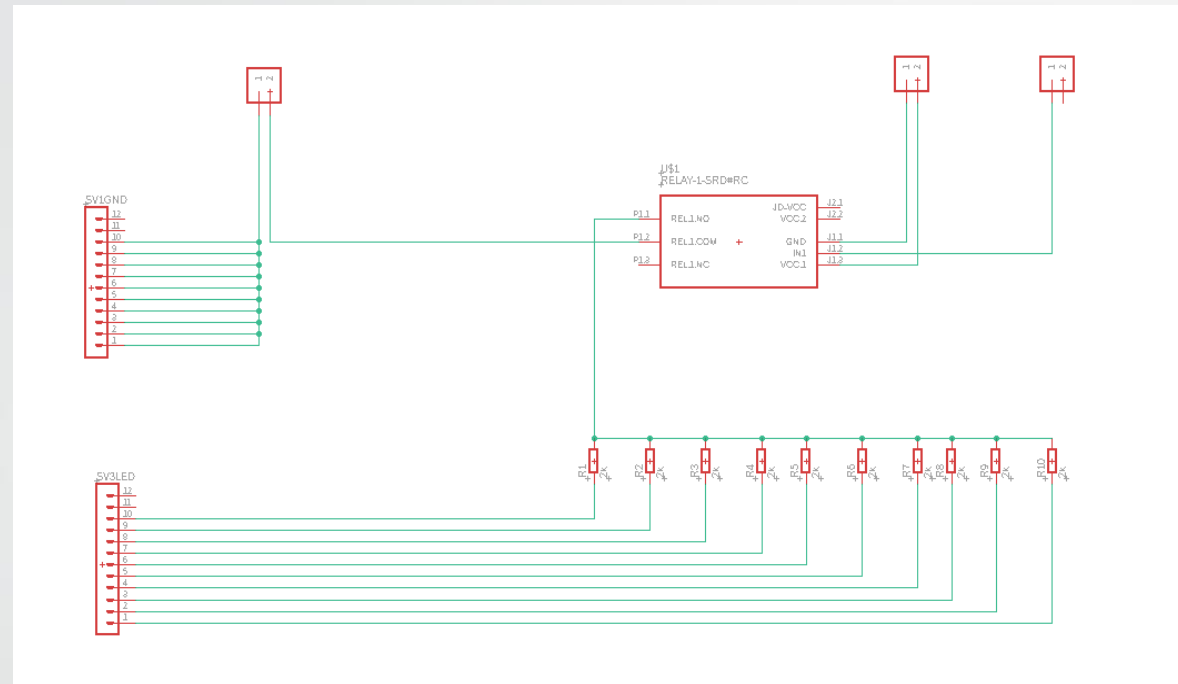 1 2
1 2
1 2
U$1
RELAY-1-SRD#RC
5V1GND
12
11
10
9
8
7
6
5
4
3
2
1
P1.1 REL1.NO
P1.2 REL1.COM
P1.3 REL1.NC
JD-VCC J2.1
VCC.2 J2.2
GND J1.1
IN1 J1.2
VCC.1 J1.3
R1 2k
R2 2k
R3 2k
R4 2k
R5 2k
R6 2k
R7 2k
R8 2k
R9 2k
R10 2k
5V3LED
12
11
10
9
8
7
6
5
4
3
2
1